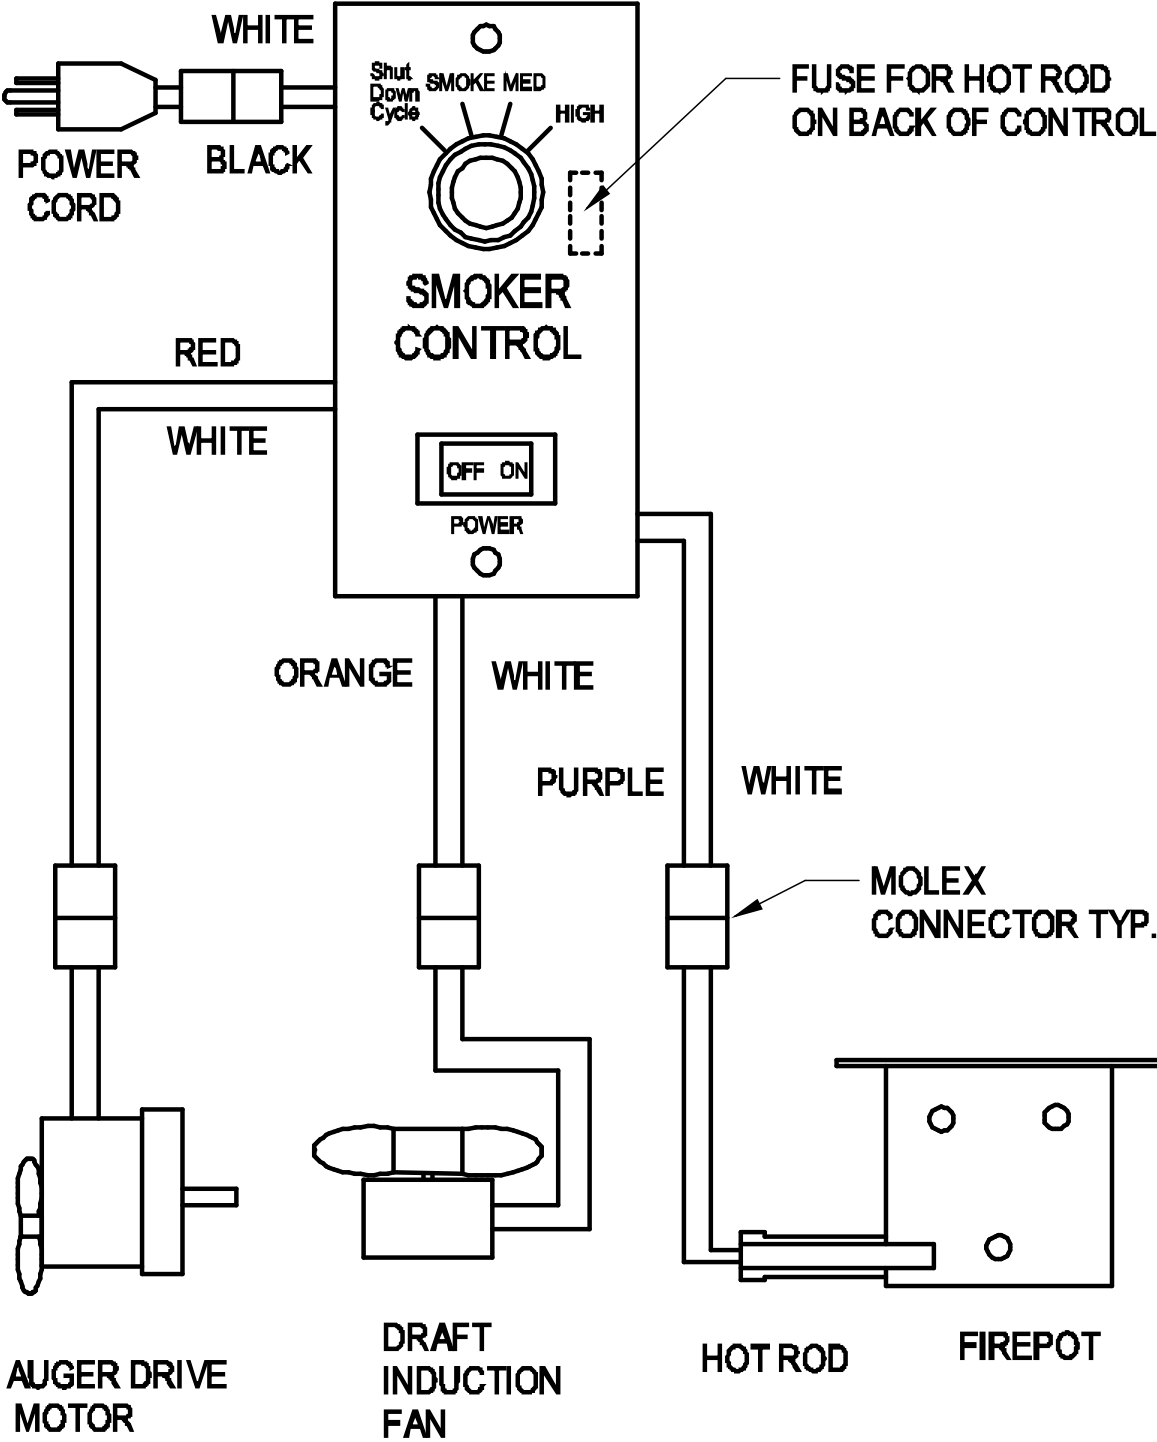 WHITE
BLACK
POWER
CORD
Shut
Down
Cycle
SMOKE MED
HIGH
FUSE FOR HOT ROD
ON BACK OF CONTROL
SMOKER
CONTROL
RED
WHITE
OFF ON
POWER
ORANGE
WHITE
PURPLE
WHITE
MOLEX
CONNECTOR TYP.
AUGER DRIVE
MOTOR
DRAFT
INDUCTION
FAN
HOT ROD
FIREPOT